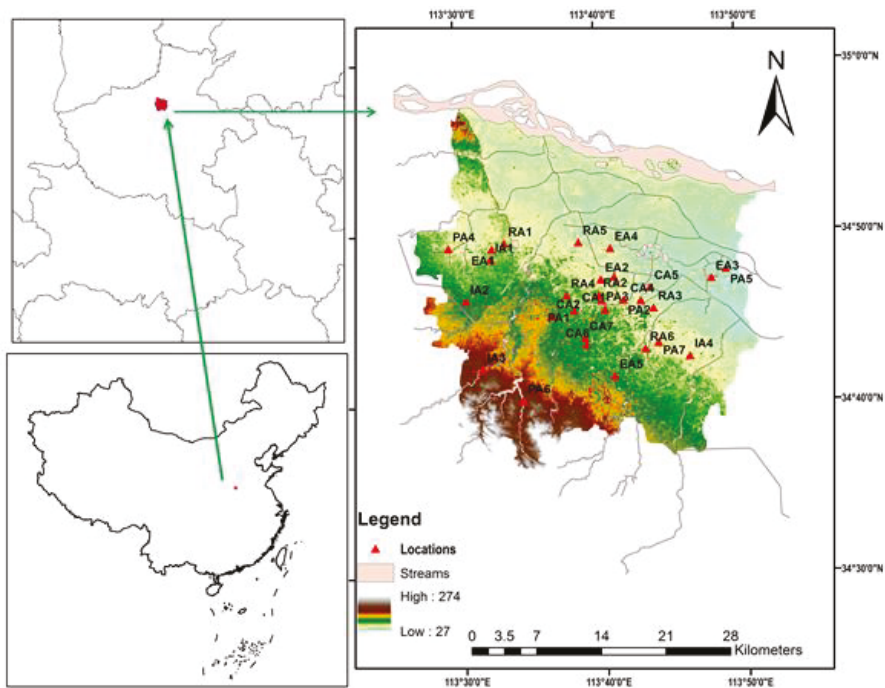 113°30'0"E 113°40'0"E 113°50'0"E
N
35°0'0"N
34°50'0"N
34°40'0"N
34°30'0"N
PA4
RA1
IA1
EA1
RA5
EA4
IA2
EA2
RA4
RA2
CA5
EA3
PA5
CA2
CA1
PA3
CA4
RA3
PA1
PA2
CA6
CA7
RA6
PA7
IA4
IA3
EA5
PA6
Legend
Locations
Streams
High : 274
Low : 27
0 3.5 7 14 21 28
Kilometers
113°30'0"E 113°40'0"E 113°50'0"E